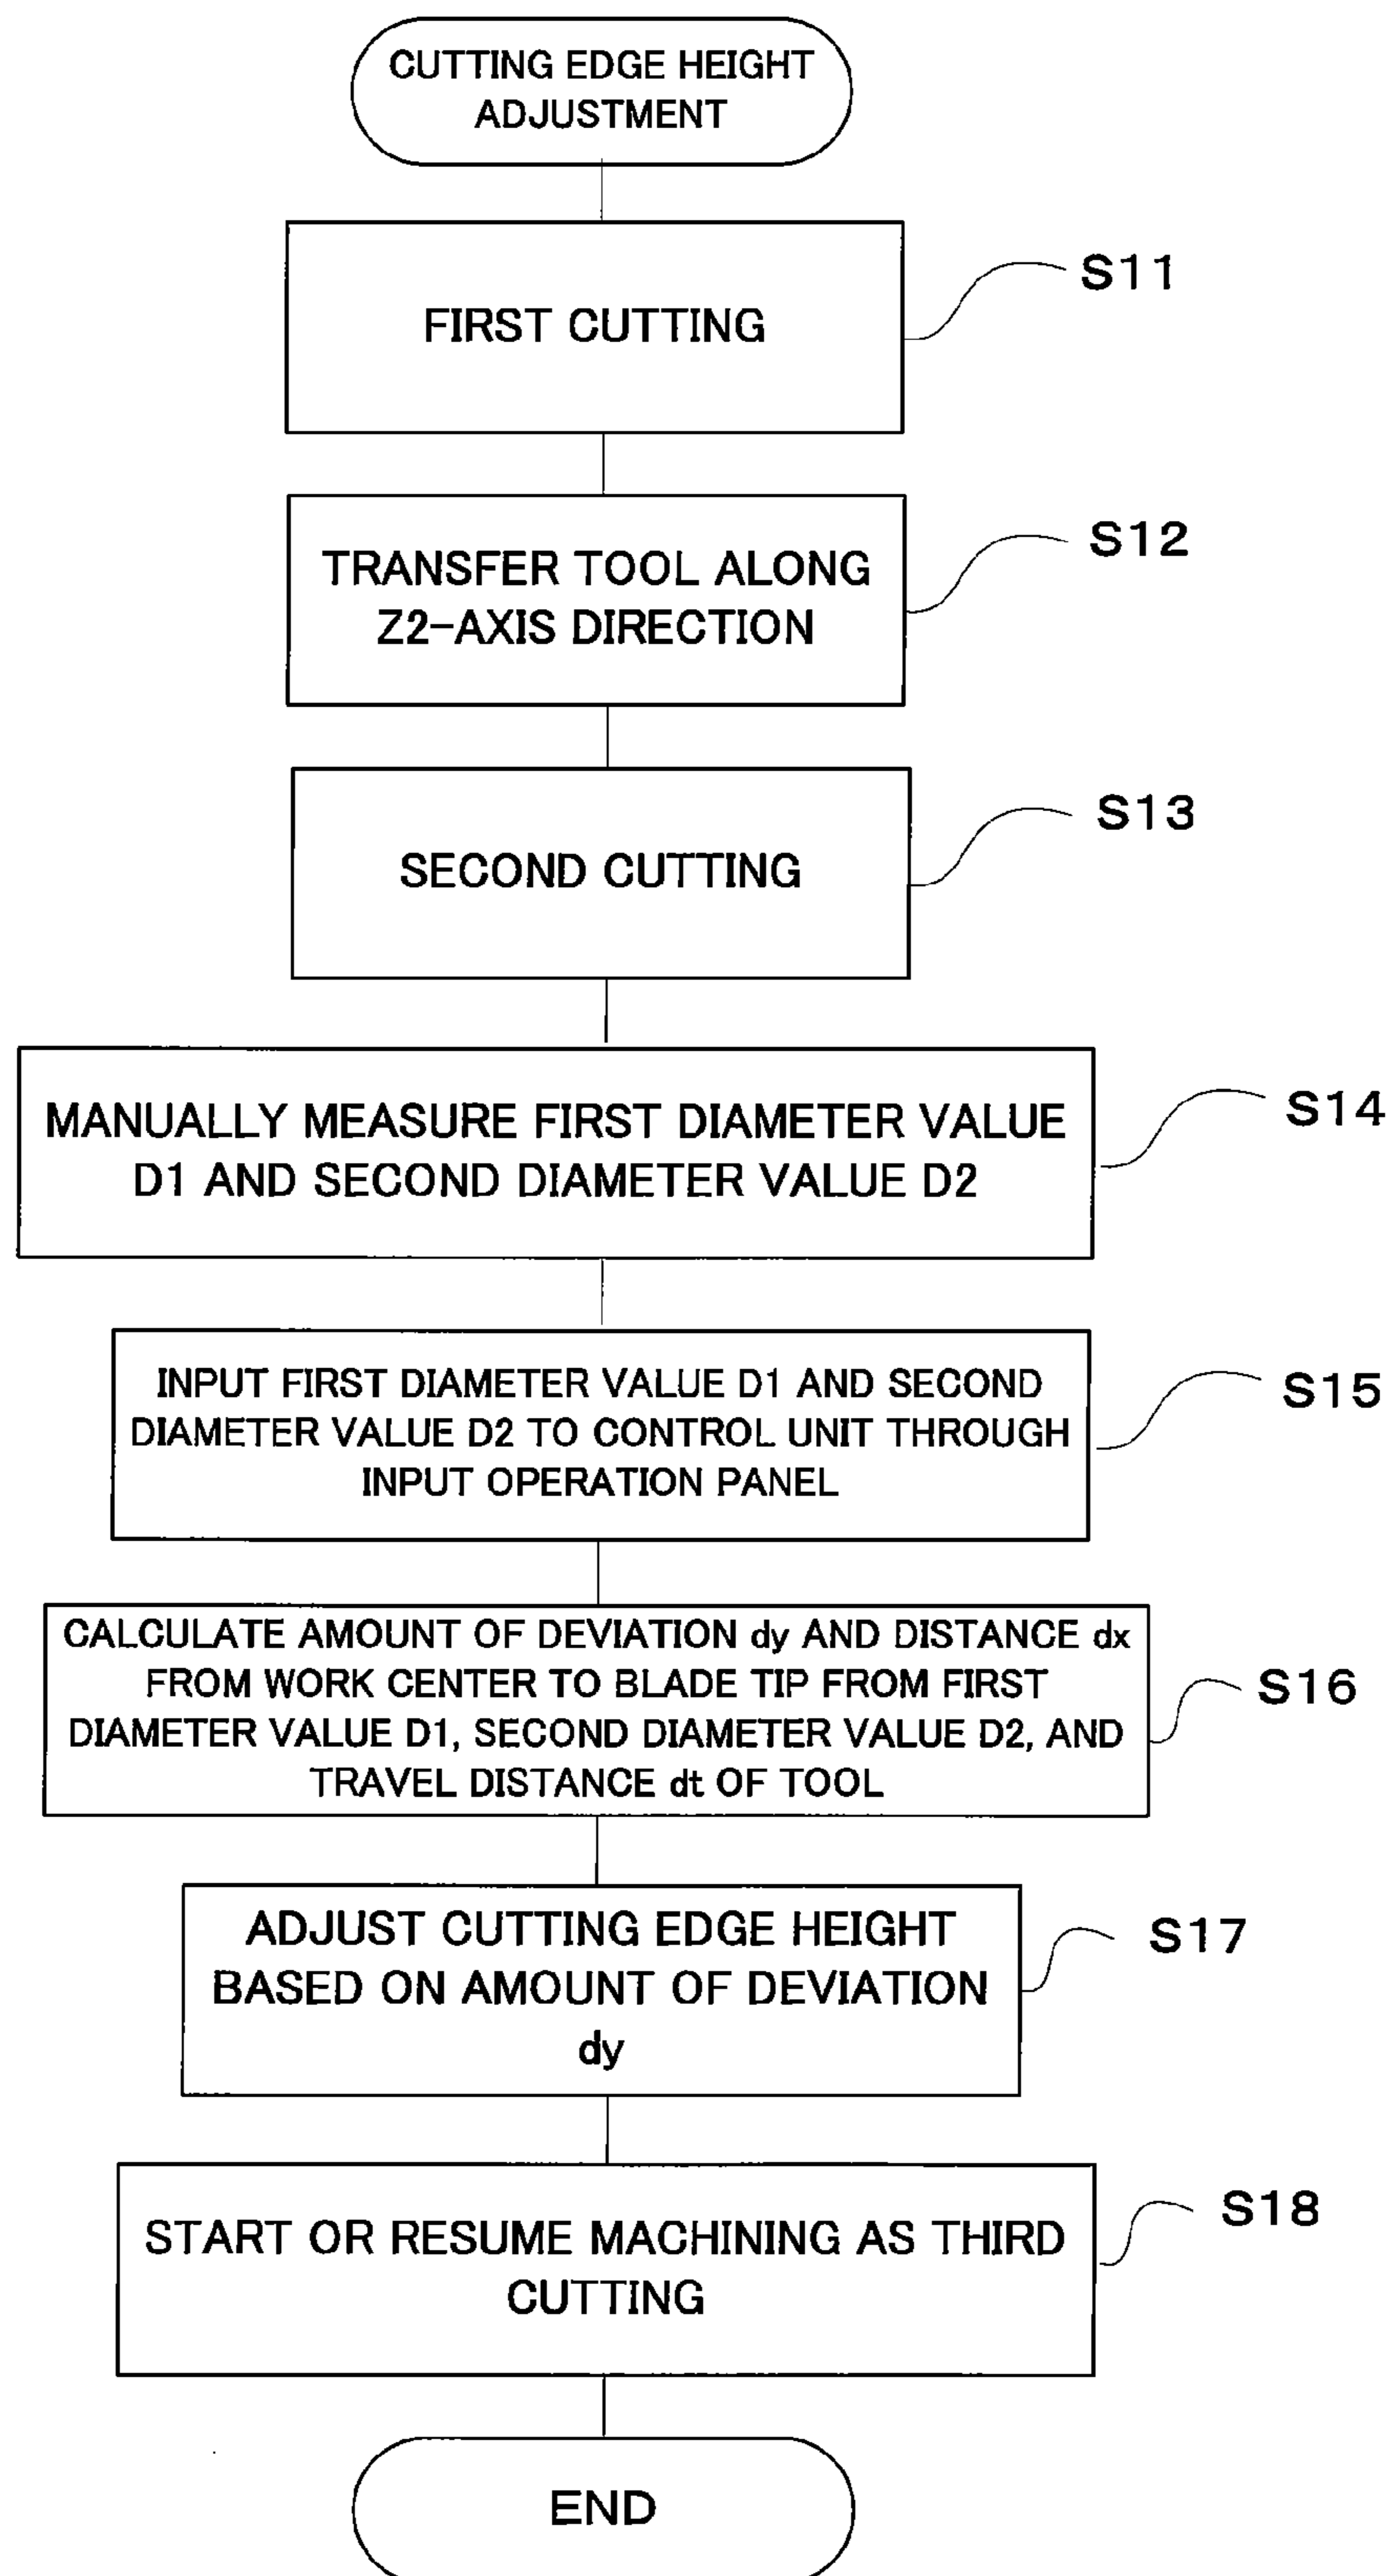 CUTTING EDGE HEIGHT
ADJUSTMENT
FIRST CUTTING
S11
TRANSFER TOOL ALONG
Z2-AXIS DIRECTION
S12
SECOND CUTTING
S13
MANUALLY MEASURE FIRST DIAMETER VALUE
D1 AND SECOND DIAMETER VALUE D2
S14
INPUT FIRST DIAMETER VALUE D1 AND SECOND
DIAMETER VALUE D2 TO CONTROL UNIT THROUGH
INPUT OPERATION PANEL
S15
CALCULATE AMOUNT OF DEVIATION dy AND DISTANCE dx
FROM WORK CENTER TO BLADE TIP FROM FIRST
DIAMETER VALUE D1, SECOND DIAMETER VALUE D2, AND
TRAVEL DISTANCE dt OF TOOL
S16
ADJUST CUTTING EDGE HEIGHT
BASED ON AMOUNT OF DEVIATION
dy
S17
START OR RESUME MACHINING AS THIRD
CUTTING
S18
END